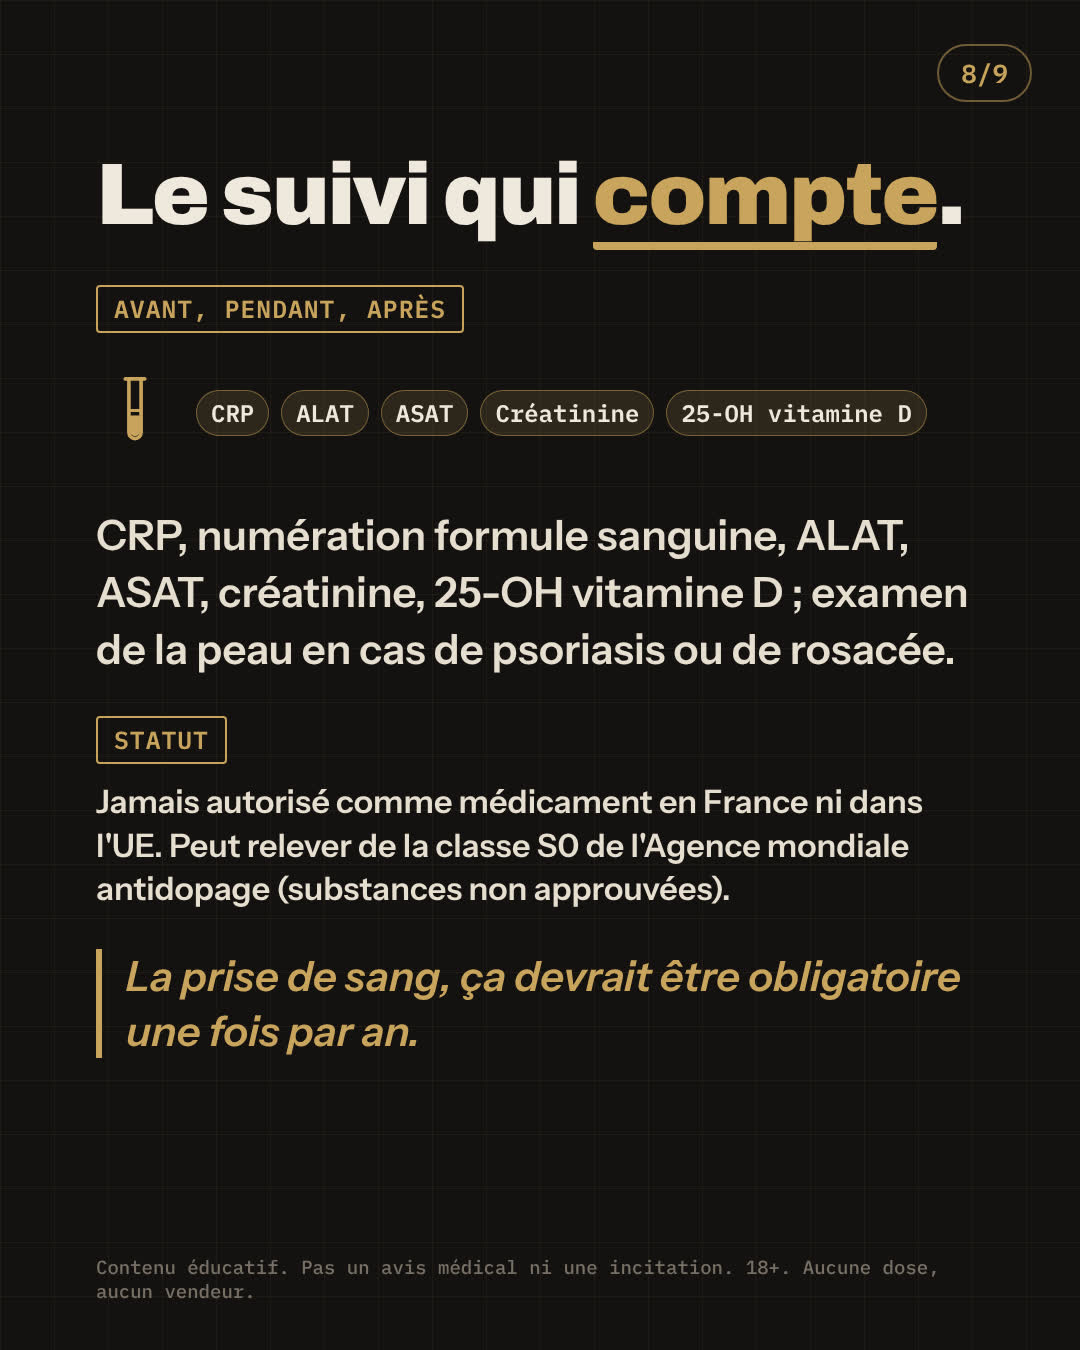 8/9
Le suivi qui compte.
AVANT, PENDANT, APRÈS
CRP ALAT ASAT Créatinine 25-OH vitamine D
CRP, numération formule sanguine, ALAT,
ASAT, créatinine, 25-OH vitamine D ; examen
de la peau en cas de psoriasis ou de rosacée.
STATUT
Jamais autorisé comme médicament en France ni dans
l'UE. Peut relever de la classe S0 de l'Agence mondiale
antidopage (substances non approuvées).
La prise de sang, ça devrait être obligatoire
une fois par an.
Contenu éducatif. Pas un avis médical ni une incitation. 18+. Aucune dose,
aucun vendeur.